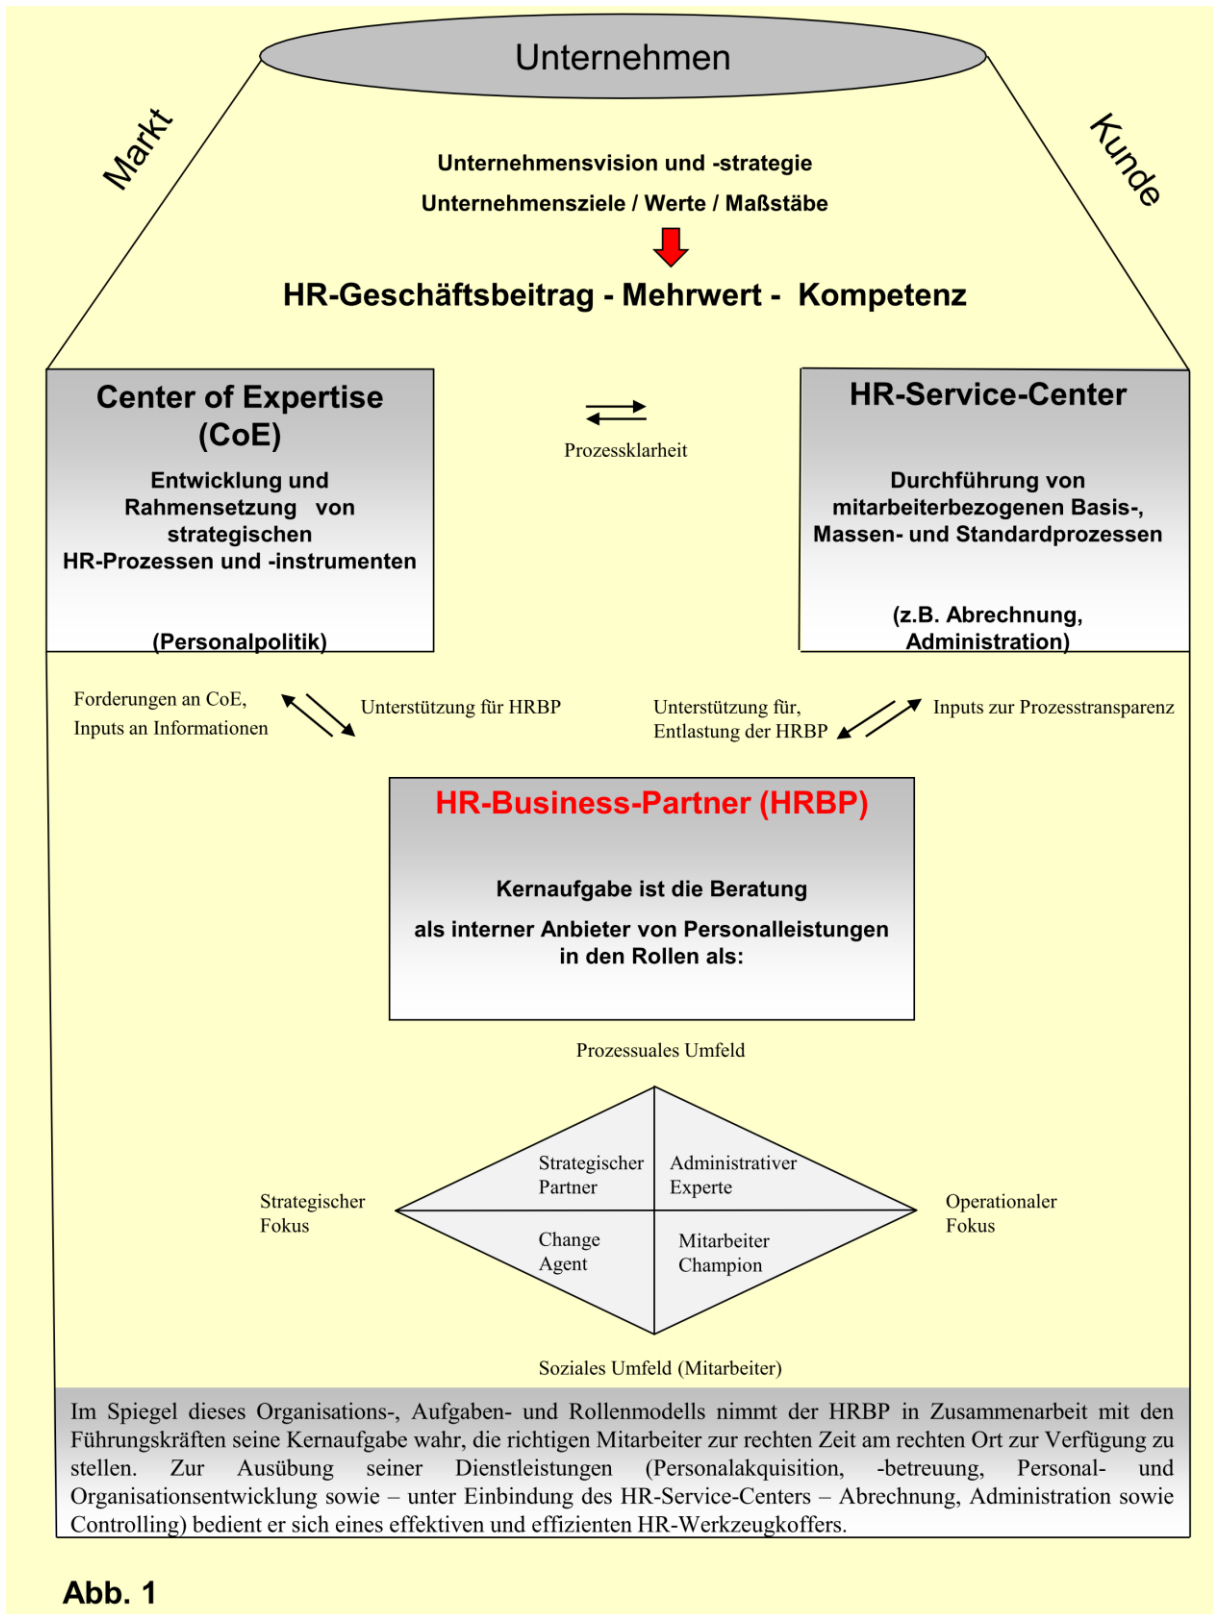 Unternehmen
Markt
Kunde
Unternehmensvision und -strategie
Unternehmensziele / Werte / Maßstäbe
HR-Geschäftsbeitrag - Mehrwert - Kompetenz
Center of Expertise
(CoE)
Entwicklung und
Rahmensetzung von
strategischen
HR-Prozessen und -instrumenten
(Personalpolitik)
Prozessklarheit
HR-Service-Center
Durchführung von
mitarbeiterbezogenen Basis-,
Massen- und Standardprozessen
(z.B. Abrechnung,
Administration)
Forderungen an CoE,
Inputs an Informationen
Unterstützung für HRBP
Unterstützung für,
Entlastung der HRBP
Inputs zur Prozesstransparenz
HR-Business-Partner (HRBP)
Kernaufgabe ist die Beratung
als interner Anbieter von Personalleistungen
in den Rollen als:
Prozessuales Umfeld
Strategischer
Partner
Administrativer
Experte
Strategischer
Fokus
Operationaler
Fokus
Change
Agent
Mitarbeiter
Champion
Soziales Umfeld (Mitarbeiter)
Im Spiegel dieses Organisations-, Aufgaben- und Rollenmodells nimmt der HRBP in Zusammenarbeit mit den
Führungskräften seine Kernaufgabe wahr, die richtigen Mitarbeiter zur rechten Zeit am rechten Ort zur Verfügung zu
stellen. Zur Ausübung seiner Dienstleistungen (Personalakquisition, -betreuung, Personal- und
Organisationsentwicklung sowie – unter Einbindung des HR-Service-Centers – Abrechnung, Administration sowie
Controlling) bedient er sich eines effektiven und effizienten HR-Werkzeugkoffers.
Abb. 1